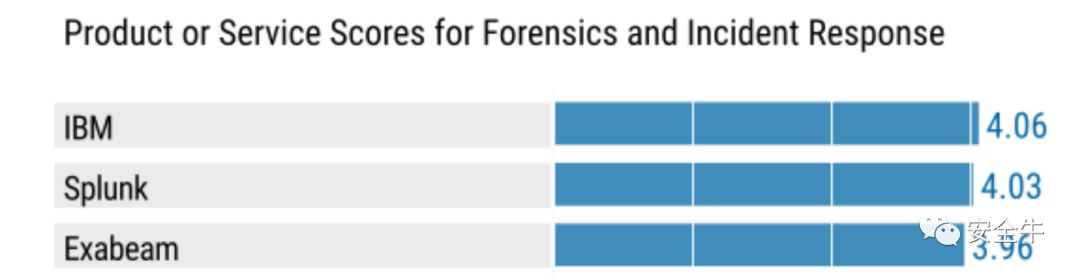 Product or Service Scores for Forensics and Incident Response
IBM 4.06
Splunk 4.03
Exabeam 3.96
安全牛